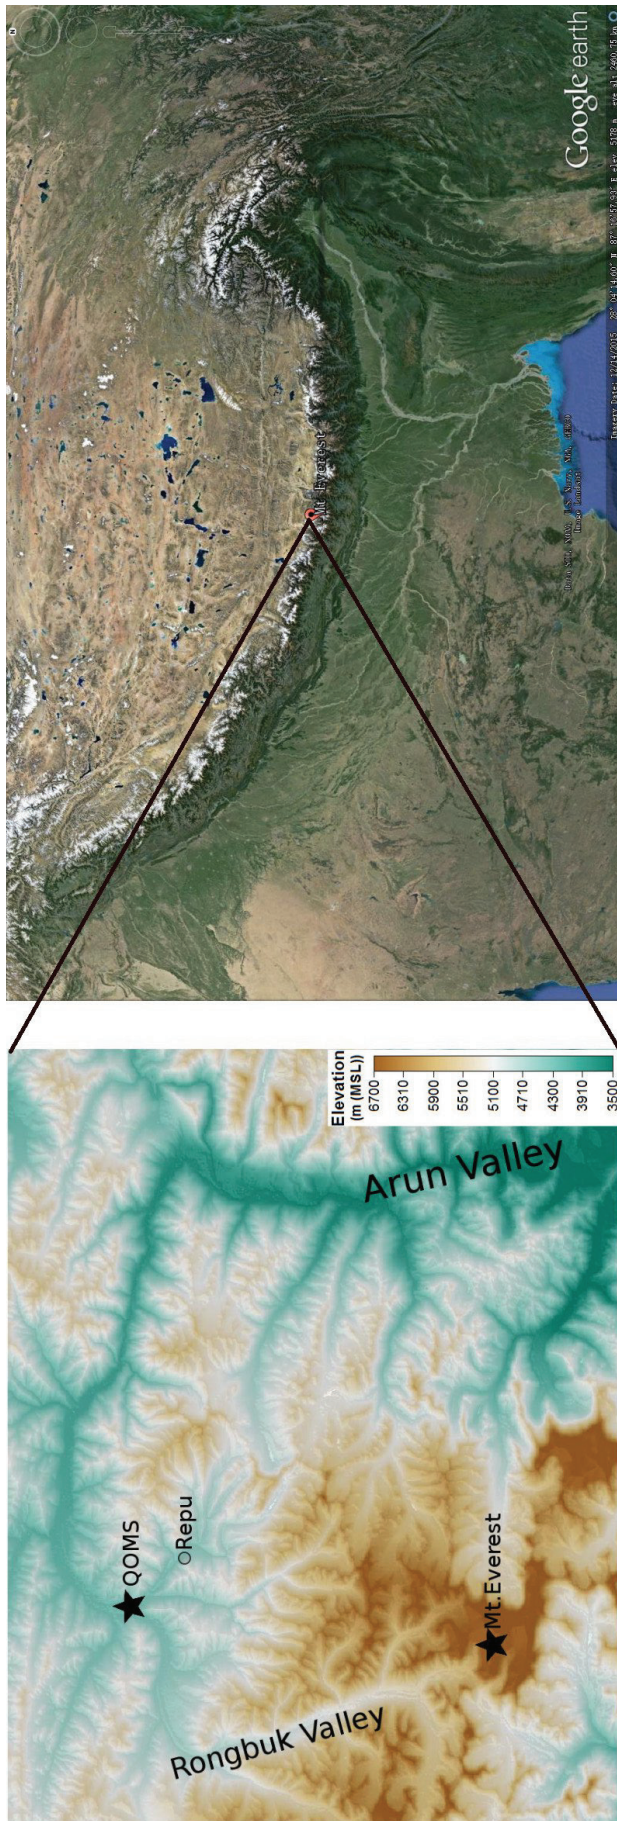 N
Mt Everest
Google earth
Elevation
(m (MSL))
6700
6310
5900
5510
5100
4710
4300
3910
3500
QOMS
Repu
Mt.Everest
Rongbuk Valley
Arun Valley